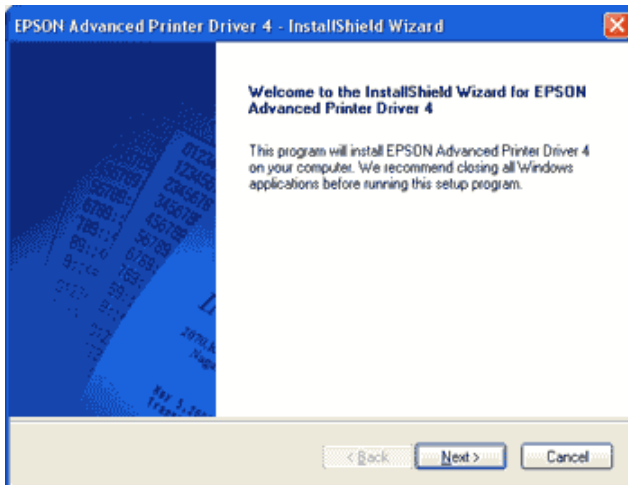 EPSON Advanced Printer Driver 4 - InstallShield Wizard
Welcome to the InstallShield Wizard for EPSON
Advanced Printer Driver 4
This program will install EPSON Advanced Printer Driver 4
on your computer. We recommend closing all Windows
applications before running this setup program.
< Back
Next >
Cancel